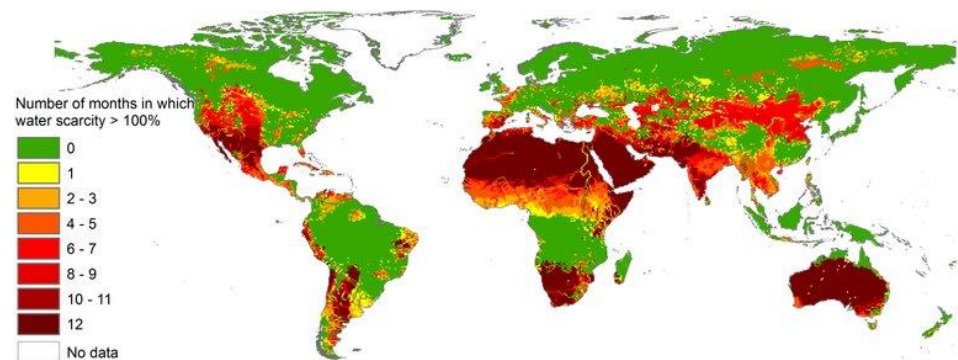 Number of months in which
water scarcity > 100%
0
1
2 - 3
4 - 5
6 - 7
8 - 9
10 - 11
12
No data